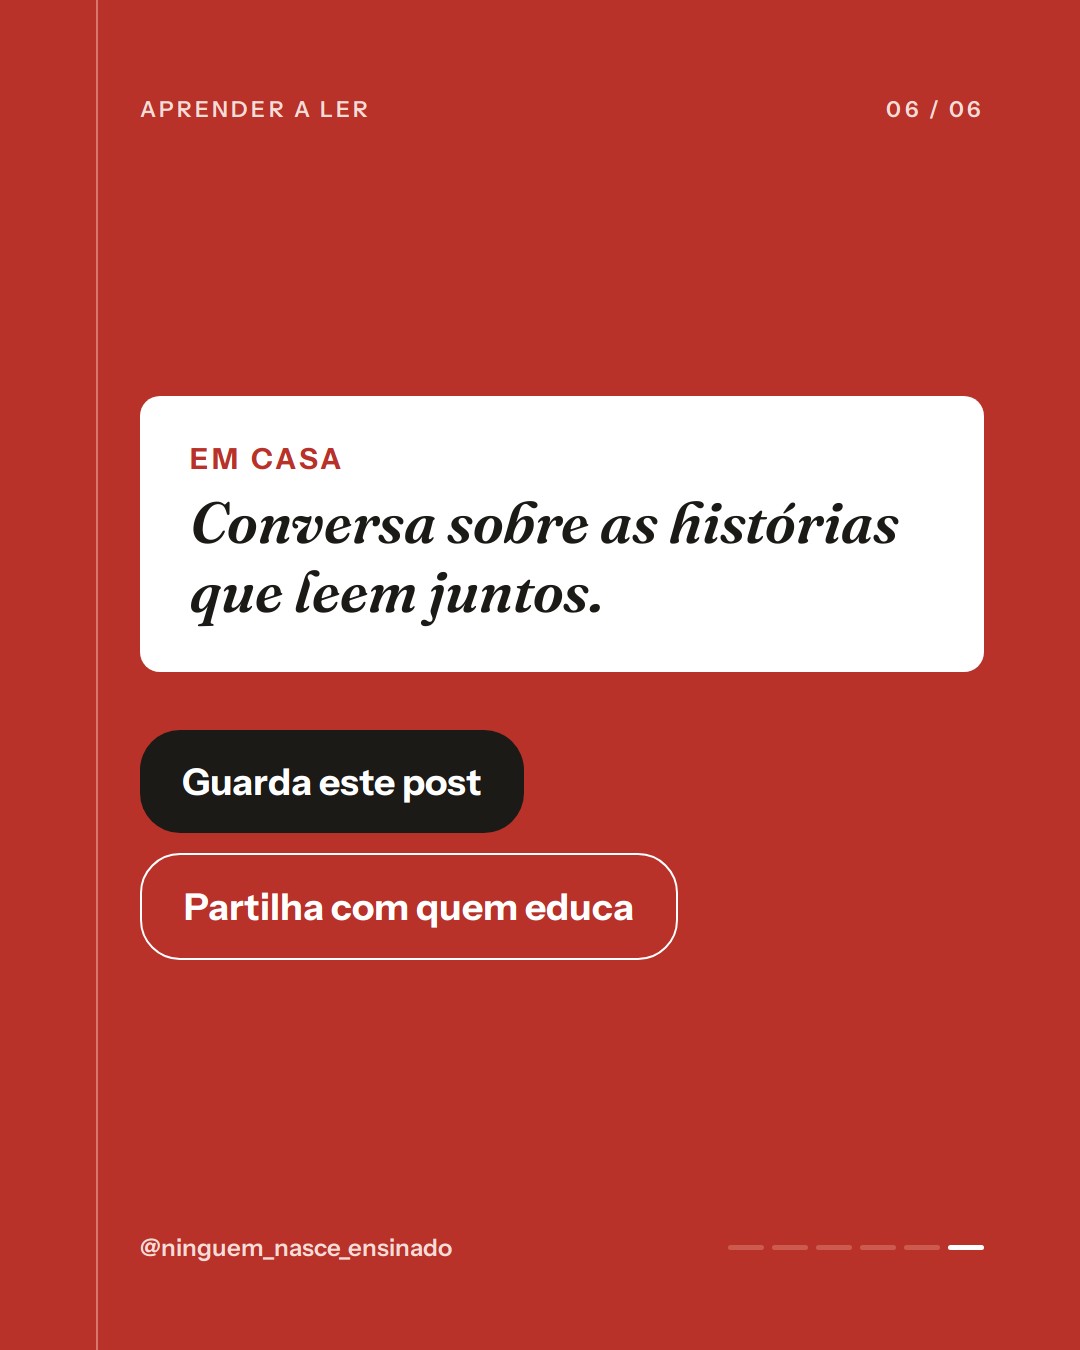 APRENDER A LER
06 / 06
EM CASA
Conversa sobre as histórias
que leem juntos.
Guarda este post
Partilha com quem educa
@ninguem_nasce_ensinado